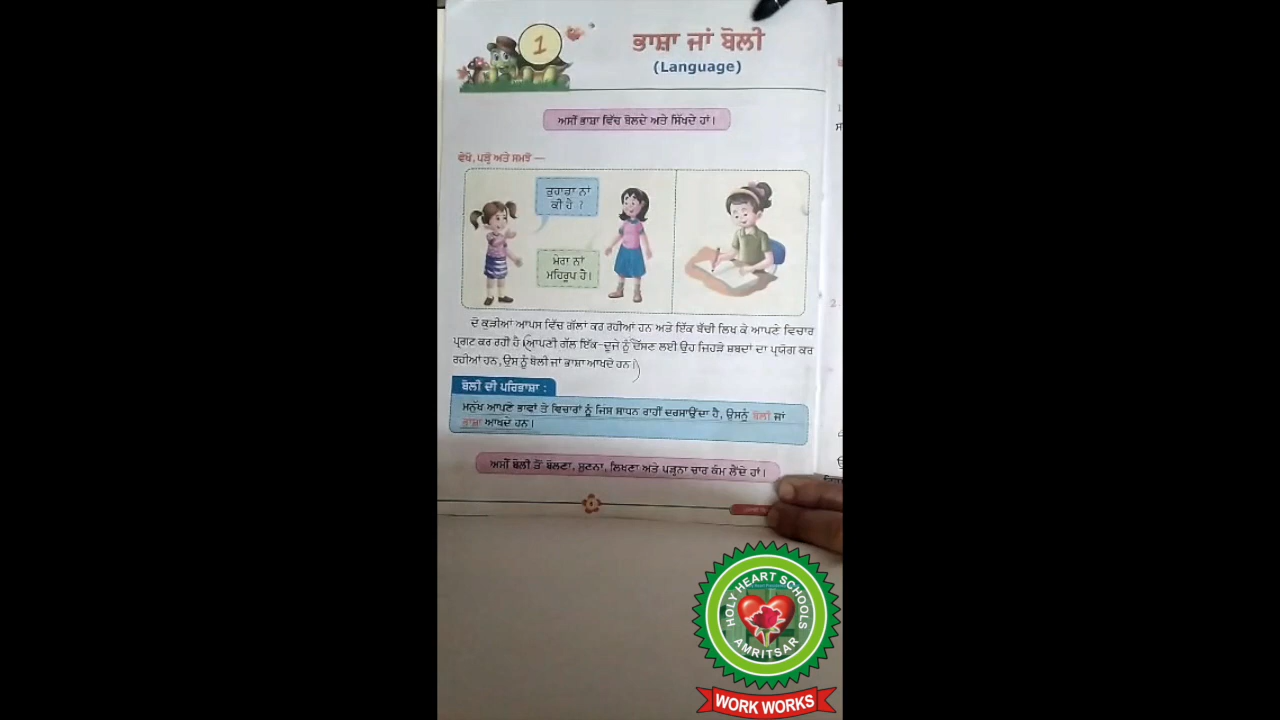 1
ਭਾਸ਼ਾ ਜਾਂ ਬੋਲੀ
(Language)
ਅਸੀਂ ਭਾਸ਼ਾ ਵਿੱਚ ਬੋਲਦੇ ਅਤੇ ਸਿੱਖਦੇ ਹਾਂ।
ਵੇਖੋ, ਪੜ੍ਹੋ ਅਤੇ ਸਮਝੋ —
ਤੁਹਾਡਾ ਨਾਂ
ਕੀ ਹੈ ?
ਮੇਰਾ ਨਾਂ
ਮਹਿਰੂਪ ਹੈ।
ਦੋ ਕੁੜੀਆਂ ਆਪਸ ਵਿੱਚ ਗੱਲਾਂ ਕਰ ਰਹੀਆਂ ਹਨ ਅਤੇ ਇੱਕ ਬੱਚੀ ਲਿਖ ਕੇ ਆਪਣੇ ਵਿਚਾਰ
ਪ੍ਰਗਟ ਕਰ ਰਹੀ ਹੈ (ਆਪਣੀ ਗੱਲ ਇੱਕ-ਦੂਜੇ ਨੂੰ ਦੱਸਣ ਲਈ ਉਹ ਜਿਹੜੇ ਸ਼ਬਦਾਂ ਦਾ ਪ੍ਰਯੋਗ ਕਰ
ਰਹੀਆਂ ਹਨ, ਉਸ ਨੂੰ ਬੋਲੀ ਜਾਂ ਭਾਸ਼ਾ ਆਖਦੇ ਹਨ।)
ਬੋਲੀ ਦੀ ਪਰਿਭਾਸ਼ਾ :
ਮਨੁੱਖ ਆਪਣੇ ਭਾਵਾਂ ਤੇ ਵਿਚਾਰਾਂ ਨੂੰ ਜਿਸ ਸਾਧਨ ਰਾਹੀਂ ਦਰਸਾਉਂਦਾ ਹੈ, ਉਸਨੂੰ ਬੋਲੀ ਜਾਂ
ਭਾਸ਼ਾ ਆਖਦੇ ਹਨ।
ਅਸੀਂ ਬੋਲੀ ਤੋਂ ਬੋਲਣਾ, ਸੁਣਨਾ, ਲਿਖਣਾ ਅਤੇ ਪੜ੍ਹਨਾ ਚਾਰ ਕੰਮ ਲੈਂਦੇ ਹਾਂ।
HOLY HEART SCHOOLS
AMRITSAR
WORK WORKS